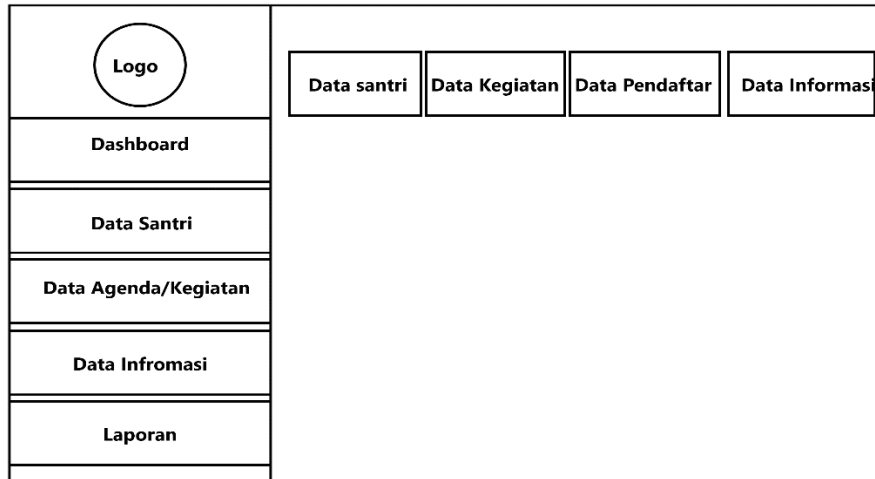 Logo
Data santri
Data Kegiatan
Data Pendaftar
Data Informasi
Dashboard
Data Santri
Data Agenda/Kegiatan
Data Infromasi
Laporan